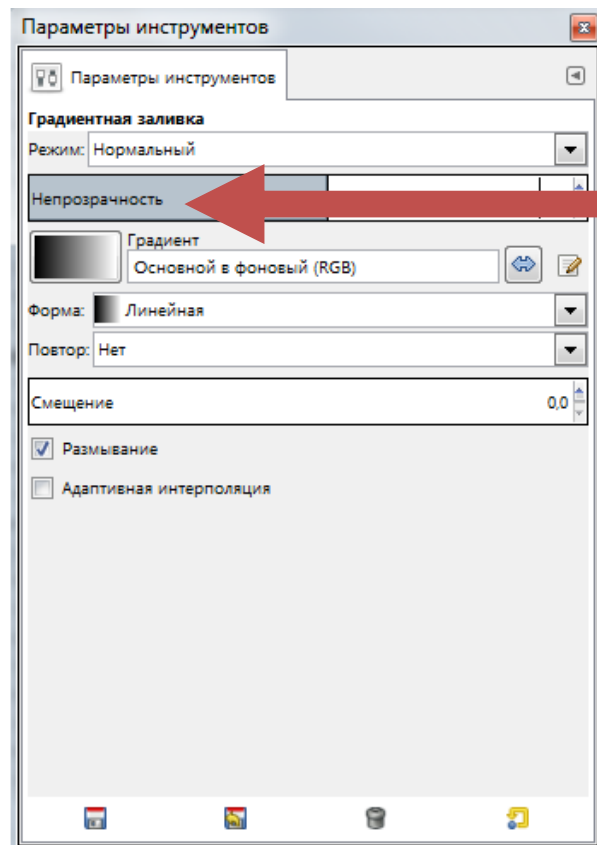 Параметры инструментов
Параметры инструментов
Градиентная заливка
Режим: Нормальный
Непрозрачность
Градиент
Основной в фоновый (RGB)
Форма: Линейная
Повтор: Нет
Смещение 0,0
Размывание
Адаптивная интерполяция